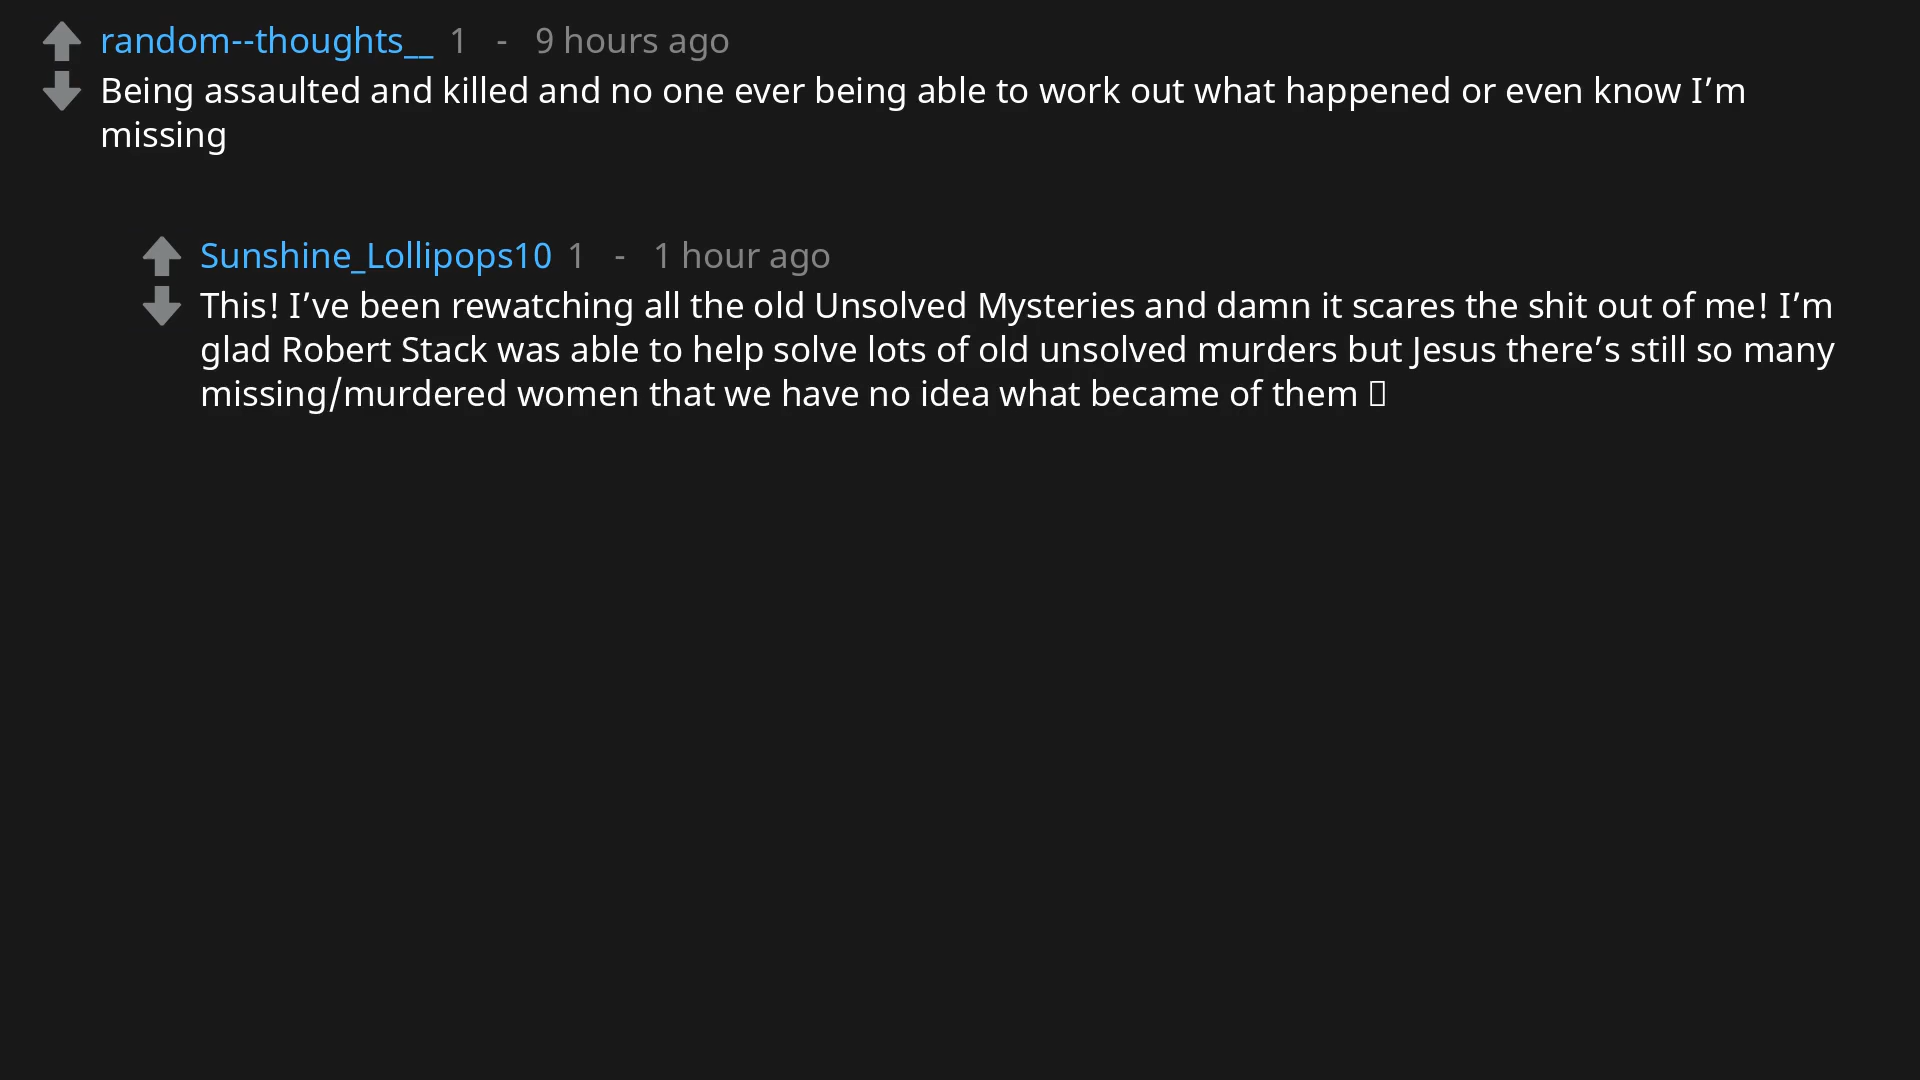 random--thoughts__ 1 - 9 hours ago
Being assaulted and killed and no one ever being able to work out what happened or even know I’m
missing
Sunshine_Lollipops10 1 - 1 hour ago
This! I’ve been rewatching all the old Unsolved Mysteries and damn it scares the shit out of me! I’m
glad Robert Stack was able to help solve lots of old unsolved murders but Jesus there’s still so many
missing/murdered women that we have no idea what became of them